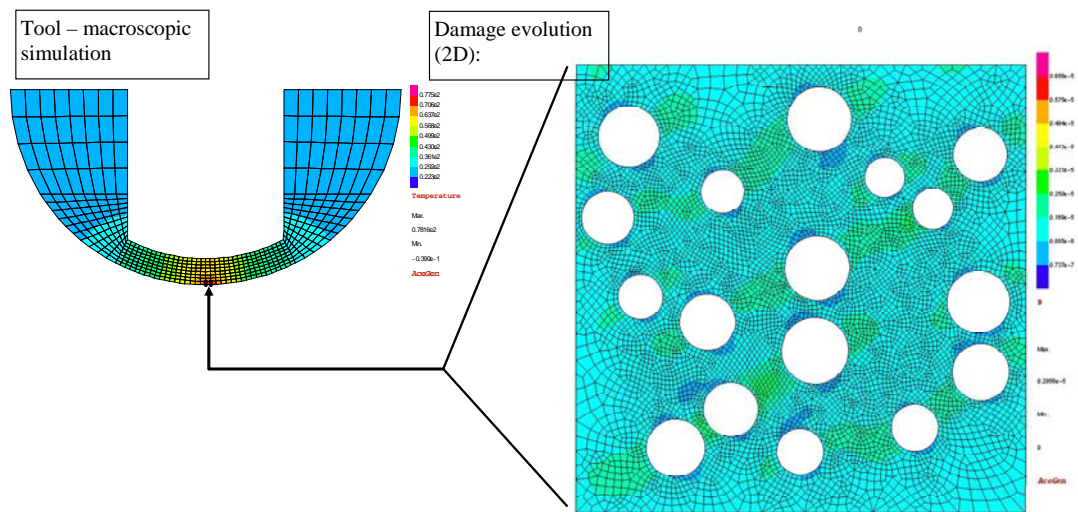 Tool – macroscopic
simulation
Damage evolution
(2D):
D
0.775e2
0.706e2
0.637e2
0.568e2
0.499e2
0.430e2
0.361e2
0.292e2
0.223e2
Temperature
Max.
0.7816e2
Min.
-0.390e-1
AceGen
D
Max.
Min.
0
AceGen